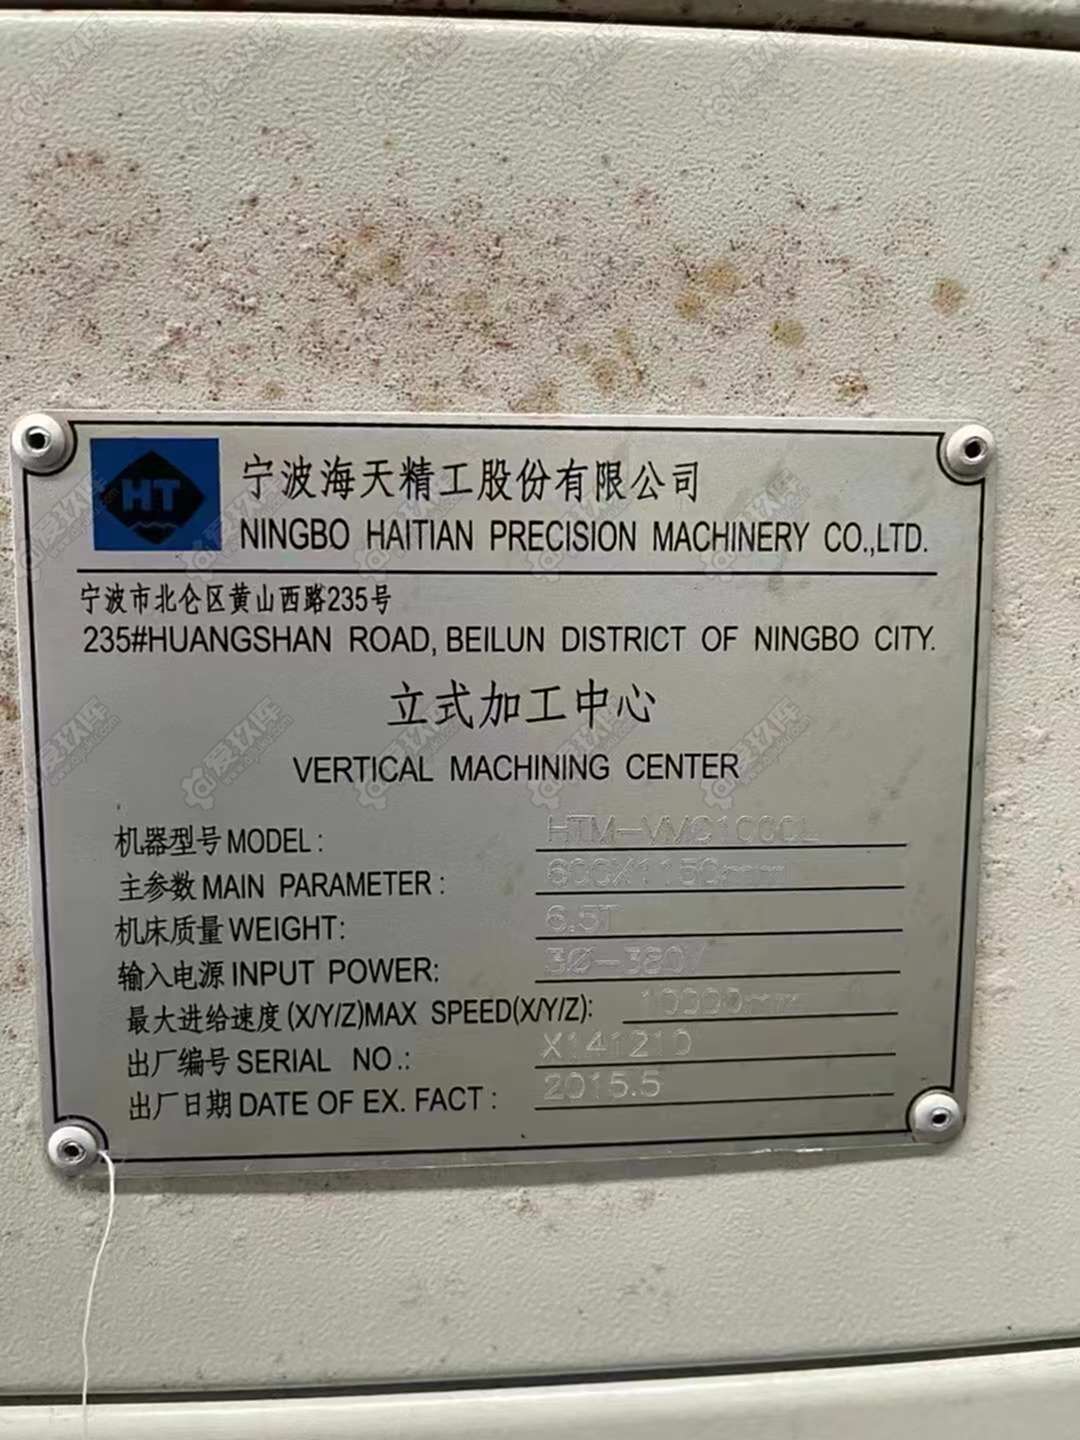 HT
宁波海天精工股份有限公司
NINGBO HAITIAN PRECISION MACHINERY CO.,LTD.
宁波市北仑区黄山西路235号
235#HUANGSHAN ROAD, BEILUN DISTRICT OF NINGBO CITY.
立式加工中心
VERTICAL MACHINING CENTER
机器型号 MODEL:
主参数 MAIN PARAMETER: 600X1150mm
机床质量 WEIGHT: 6.5T
输入电源 INPUT POWER: 3Ø-380V
最大进给速度(X/Y/Z)MAX SPEED(X/Y/Z): 10000mm
出厂编号 SERIAL NO.: X141210
出厂日期 DATE OF EX. FACT: 2015.5